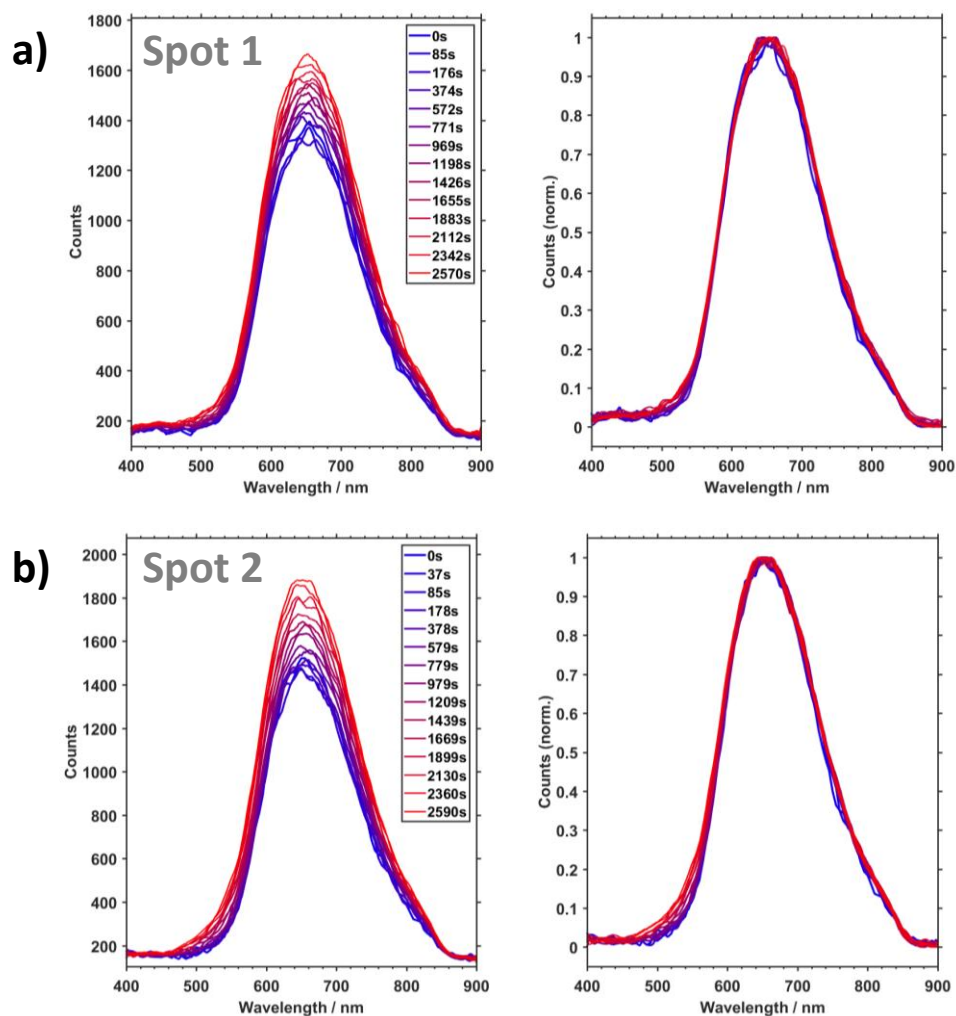 a)
Spot 1
1800
1600
1400
1200
1000
800
600
400
200
Counts
400 500 600 700 800 900
Wavelength / nm
0s
85s
176s
374s
572s
771s
969s
1198s
1426s
1655s
1883s
2112s
2342s
2570s
1
0.9
0.8
0.7
0.6
0.5
0.4
0.3
0.2
0.1
0
Counts (norm.)
400 500 600 700 800 900
Wavelength / nm
b)
Spot 2
2000
1800
1600
1400
1200
1000
800
600
400
200
Counts
400 500 600 700 800 900
Wavelength / nm
0s
37s
85s
178s
378s
579s
779s
979s
1209s
1439s
1669s
1899s
2130s
2360s
2590s
1
0.9
0.8
0.7
0.6
0.5
0.4
0.3
0.2
0.1
0
Counts (norm.)
400 500 600 700 800 900
Wavelength / nm